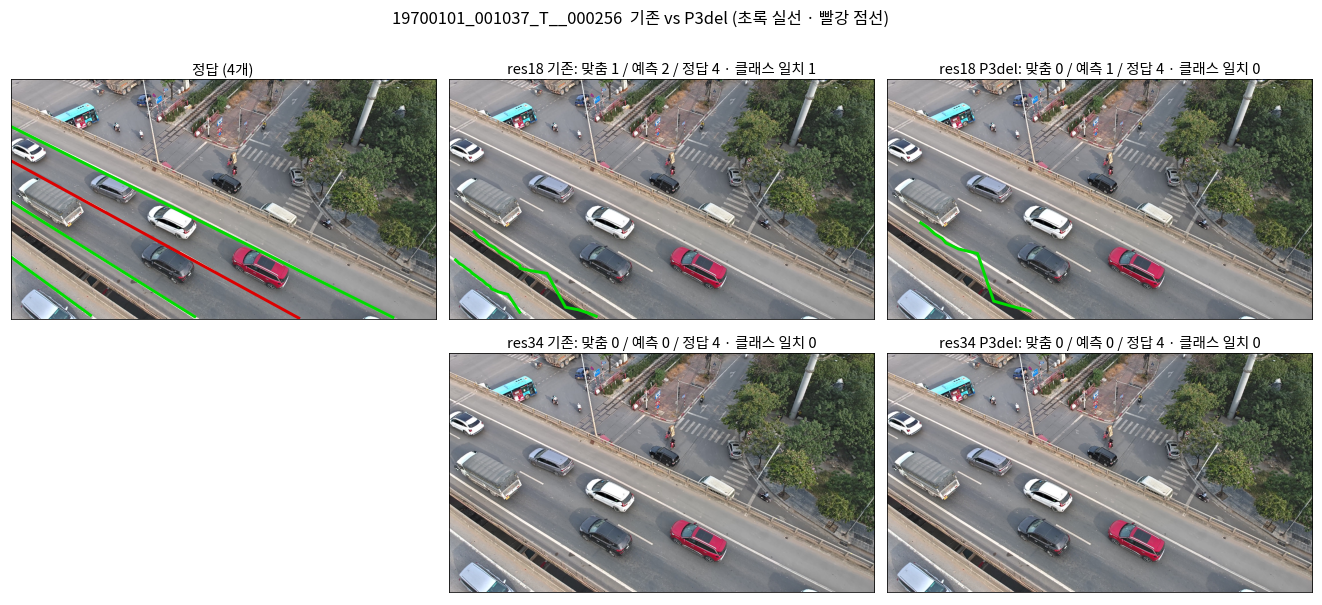 19700101_001037_T__000256 기존 vs P3del (초록 실선 · 빨강 점선)
정답 (4개)
res18 기존: 맞춤 1 / 예측 2 / 정답 4 · 클래스 일치 1
res18 P3del: 맞춤 0 / 예측 1 / 정답 4 · 클래스 일치 0
res34 기존: 맞춤 0 / 예측 0 / 정답 4 · 클래스 일치 0
res34 P3del: 맞춤 0 / 예측 0 / 정답 4 · 클래스 일치 0